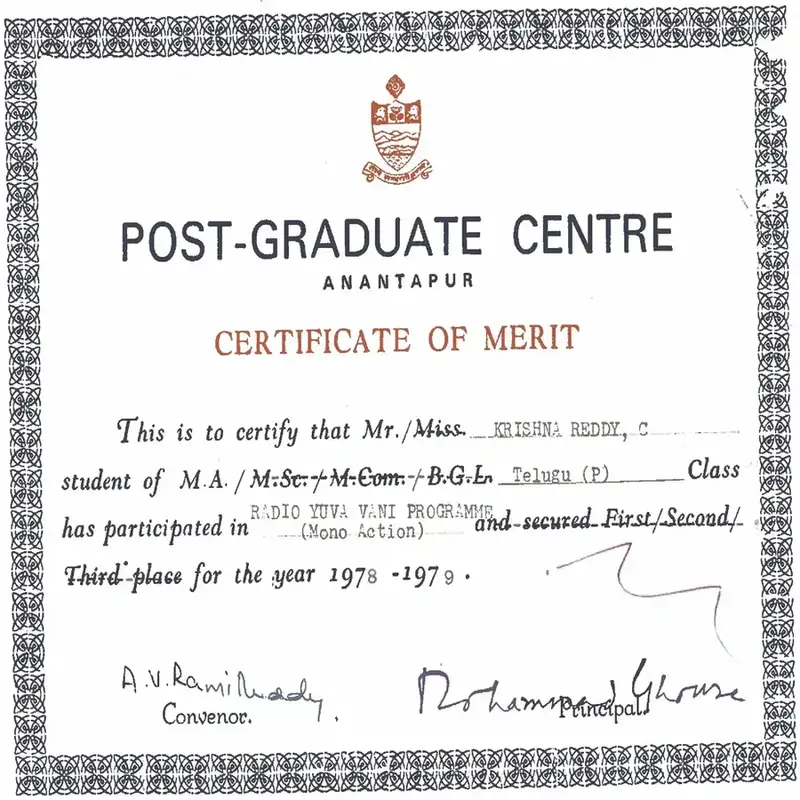 POST-GRADUATE CENTRE
ANANTAPUR
CERTIFICATE OF MERIT
This is to certify that Mr./Miss. KRISHNA REDDY, C
student of M.A. / M.Sc. / M.Com. / B.G.L Telugu (P) Class
has participated in RADIO YUVA VANI PROGRAMME
(Mono Action) and secured First/Second/
Third place for the year 1978 -1979.
A.V. Rami Reddy
Mohammad Ghouse
Convenor.
Principal.